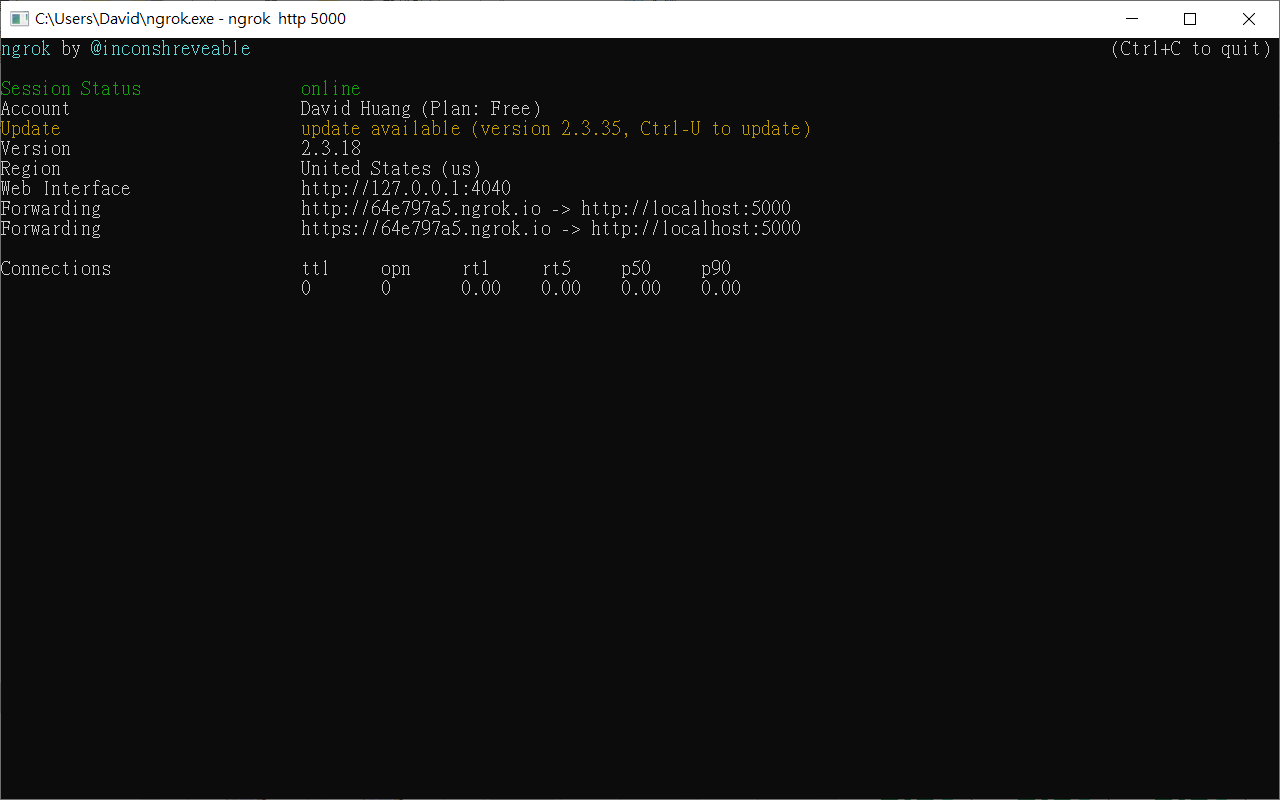 C:\Users\David\ngrok.exe - ngrok  http 5000
ngrok by @inconshreveable (Ctrl+C to quit)
Session Status online
Account David Huang (Plan: Free)
Update update available (version 2.3.35, Ctrl-U to update)
Version 2.3.18
Region United States (us)
Web Interface http://127.0.0.1:4040
Forwarding http://64e797a5.ngrok.io -> http://localhost:5000
Forwarding https://64e797a5.ngrok.io -> http://localhost:5000
Connections ttl opn rt1 rt5 p50 p90
0 0 0.00 0.00 0.00 0.00